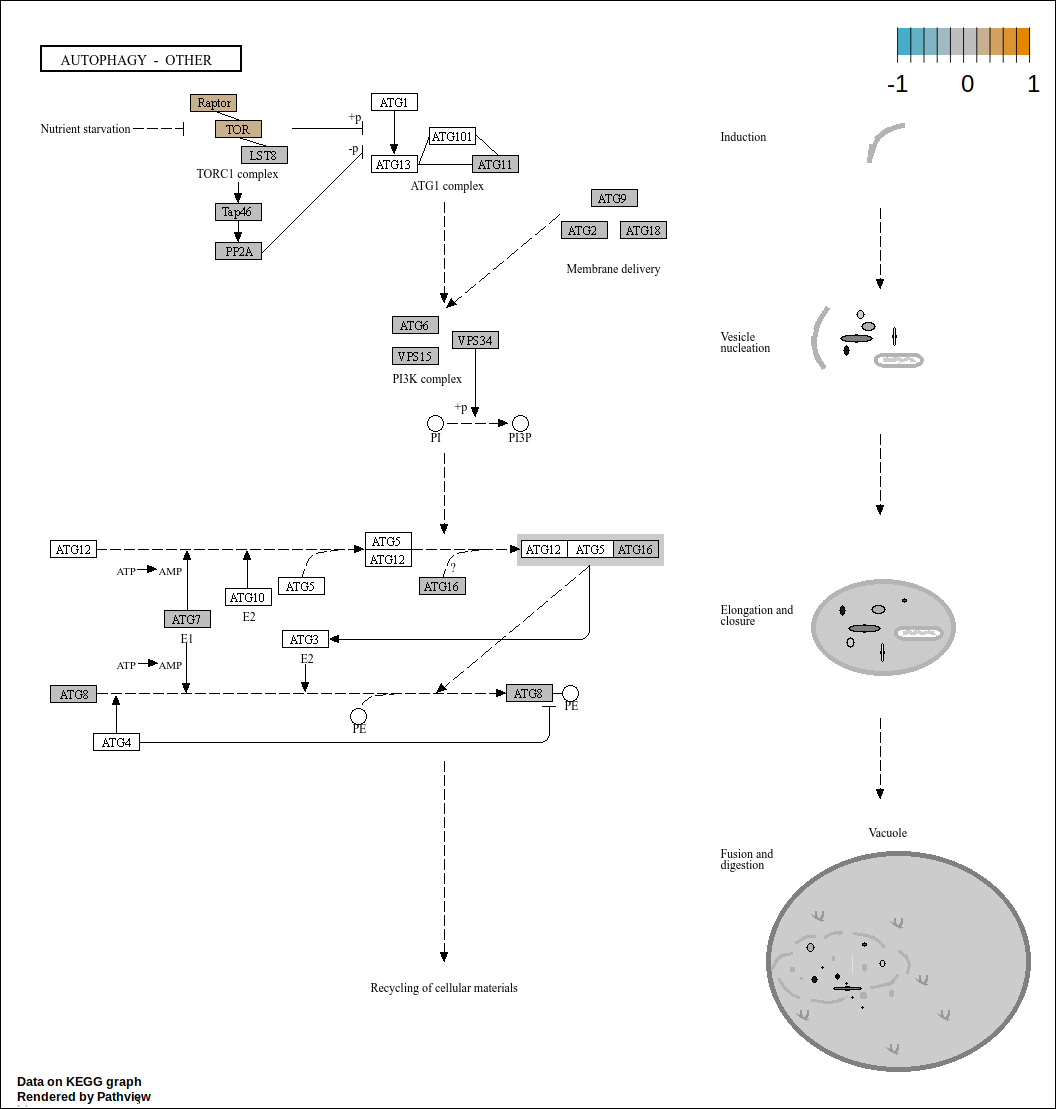 AUTOPHAGY - OTHER
-1 0 1
Raptor
ATG1
Nutrient starvation
TOR
+p
ATG101
Induction
LST8
-p
ATG13
ATG11
TORC1 complex
ATG1 complex
Tap46
ATG9
PP2A
ATG2
ATG18
Membrane delivery
ATG6
VPS34
VPS15
Vesicle
nucleation
PI3K complex
+p
PI
PI3P
ATG12
ATG5
ATG12
ATG12
ATG5
ATG16
ATP
AMP
?
ATG5
ATG16
ATG10
E2
ATG7
E1
Elongation and
closure
ATG3
E2
ATP
AMP
ATG8
ATG8
PE
PE
ATG4
Vacuole
Fusion and
digestion
Recycling of cellular materials
Data on KEGG graph
Rendered by Pathview